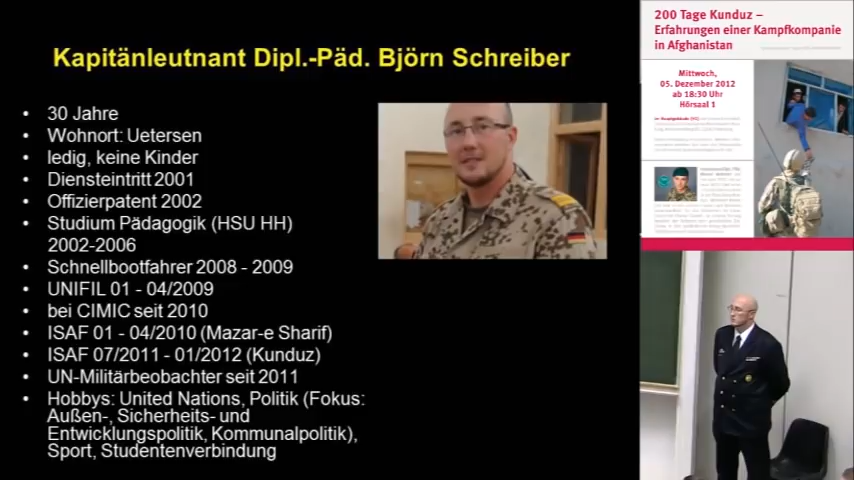 Kapitänleutnant Dipl.-Päd. Björn Schreiber
• 30 Jahre
• Wohnort: Uetersen
• ledig, keine Kinder
• Diensteintritt 2001
• Offizierpatent 2002
• Studium Pädagogik (HSU HH)
2002-2006
• Schnellbootfahrer 2008 - 2009
• UNIFIL 01 - 04/2009
• bei CIMIC seit 2010
• ISAF 01 - 04/2010 (Mazar-e Sharif)
• ISAF 07/2011 - 01/2012 (Kunduz)
• UN-Militärbeobachter seit 2011
• Hobbys: United Nations, Politik (Fokus:
Außen-, Sicherheits- und
Entwicklungspolitik, Kommunalpolitik),
Sport, Studentenverbindung
200 Tage Kunduz –
Erfahrungen einer Kampfkompanie
in Afghanistan
Mittwoch,
05. Dezember 2012
ab 18:30 Uhr
Hörsaal 1